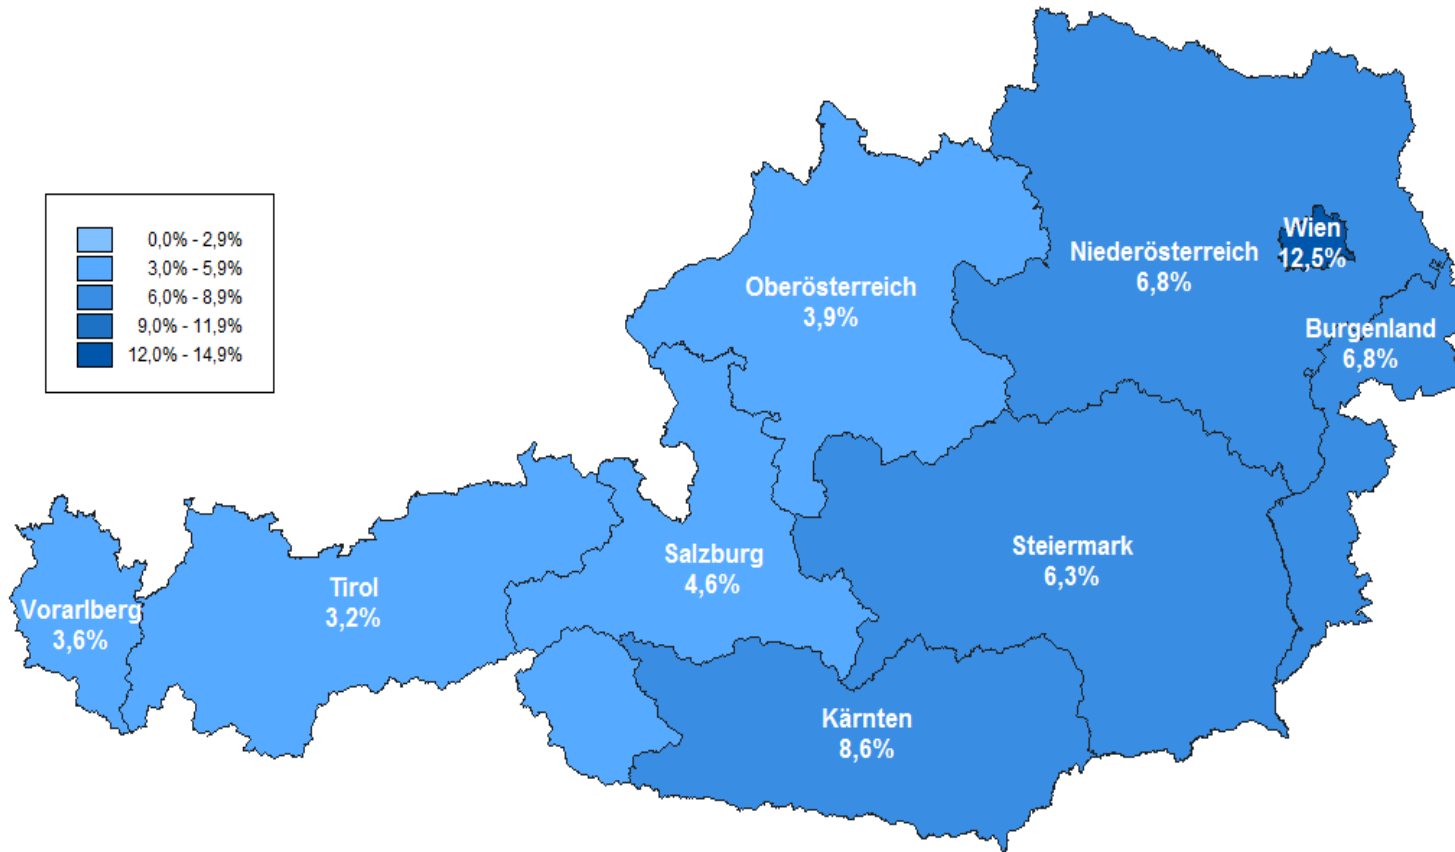 0,0% - 2,9%
3,0% - 5,9%
6,0% - 8,9%
9,0% - 11,9%
12,0% - 14,9%
Wien
12,5%
Niederösterreich
6,8%
Oberösterreich
3,9%
Burgenland
6,8%
Steiermark
6,3%
Salzburg
4,6%
Tirol
3,2%
Vorarlberg
3,6%
Kärnten
8,6%